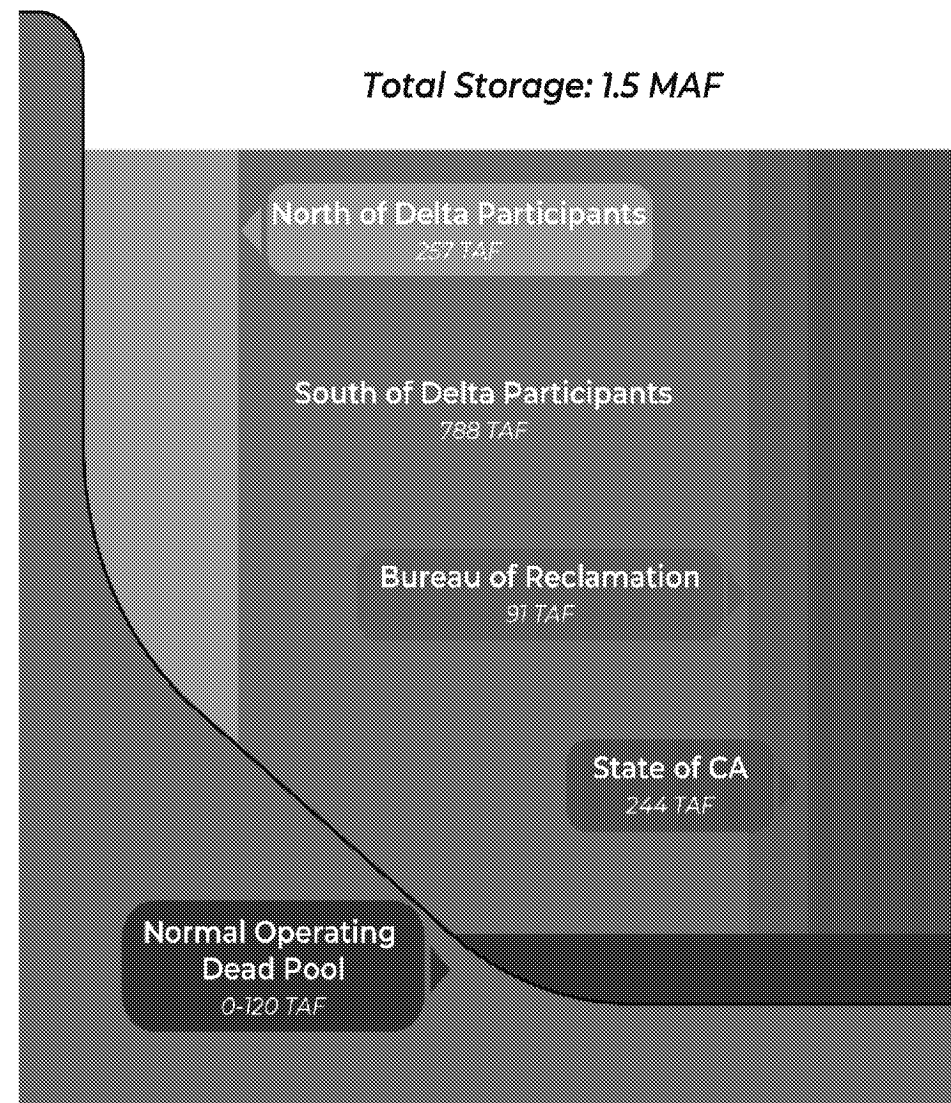 Total Storage: 1.5 MAF
North of Delta Participants
257 TAF
South of Delta Participants
788 TAF
Bureau of Reclamation
91 TAF
State of CA
244 TAF
Normal Operating
Dead Pool
0-120 TAF